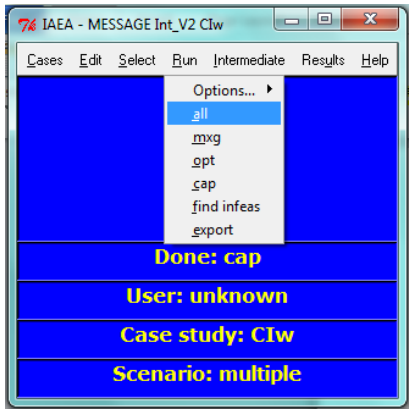 IAEA - MESSAGE Int_V2 CIw
Cases Edit Select Run Intermediate Results Help
Options...
all
mxg
opt
cap
find infeas
export
Done: cap
User: unknown
Case study: CIw
Scenario: multiple